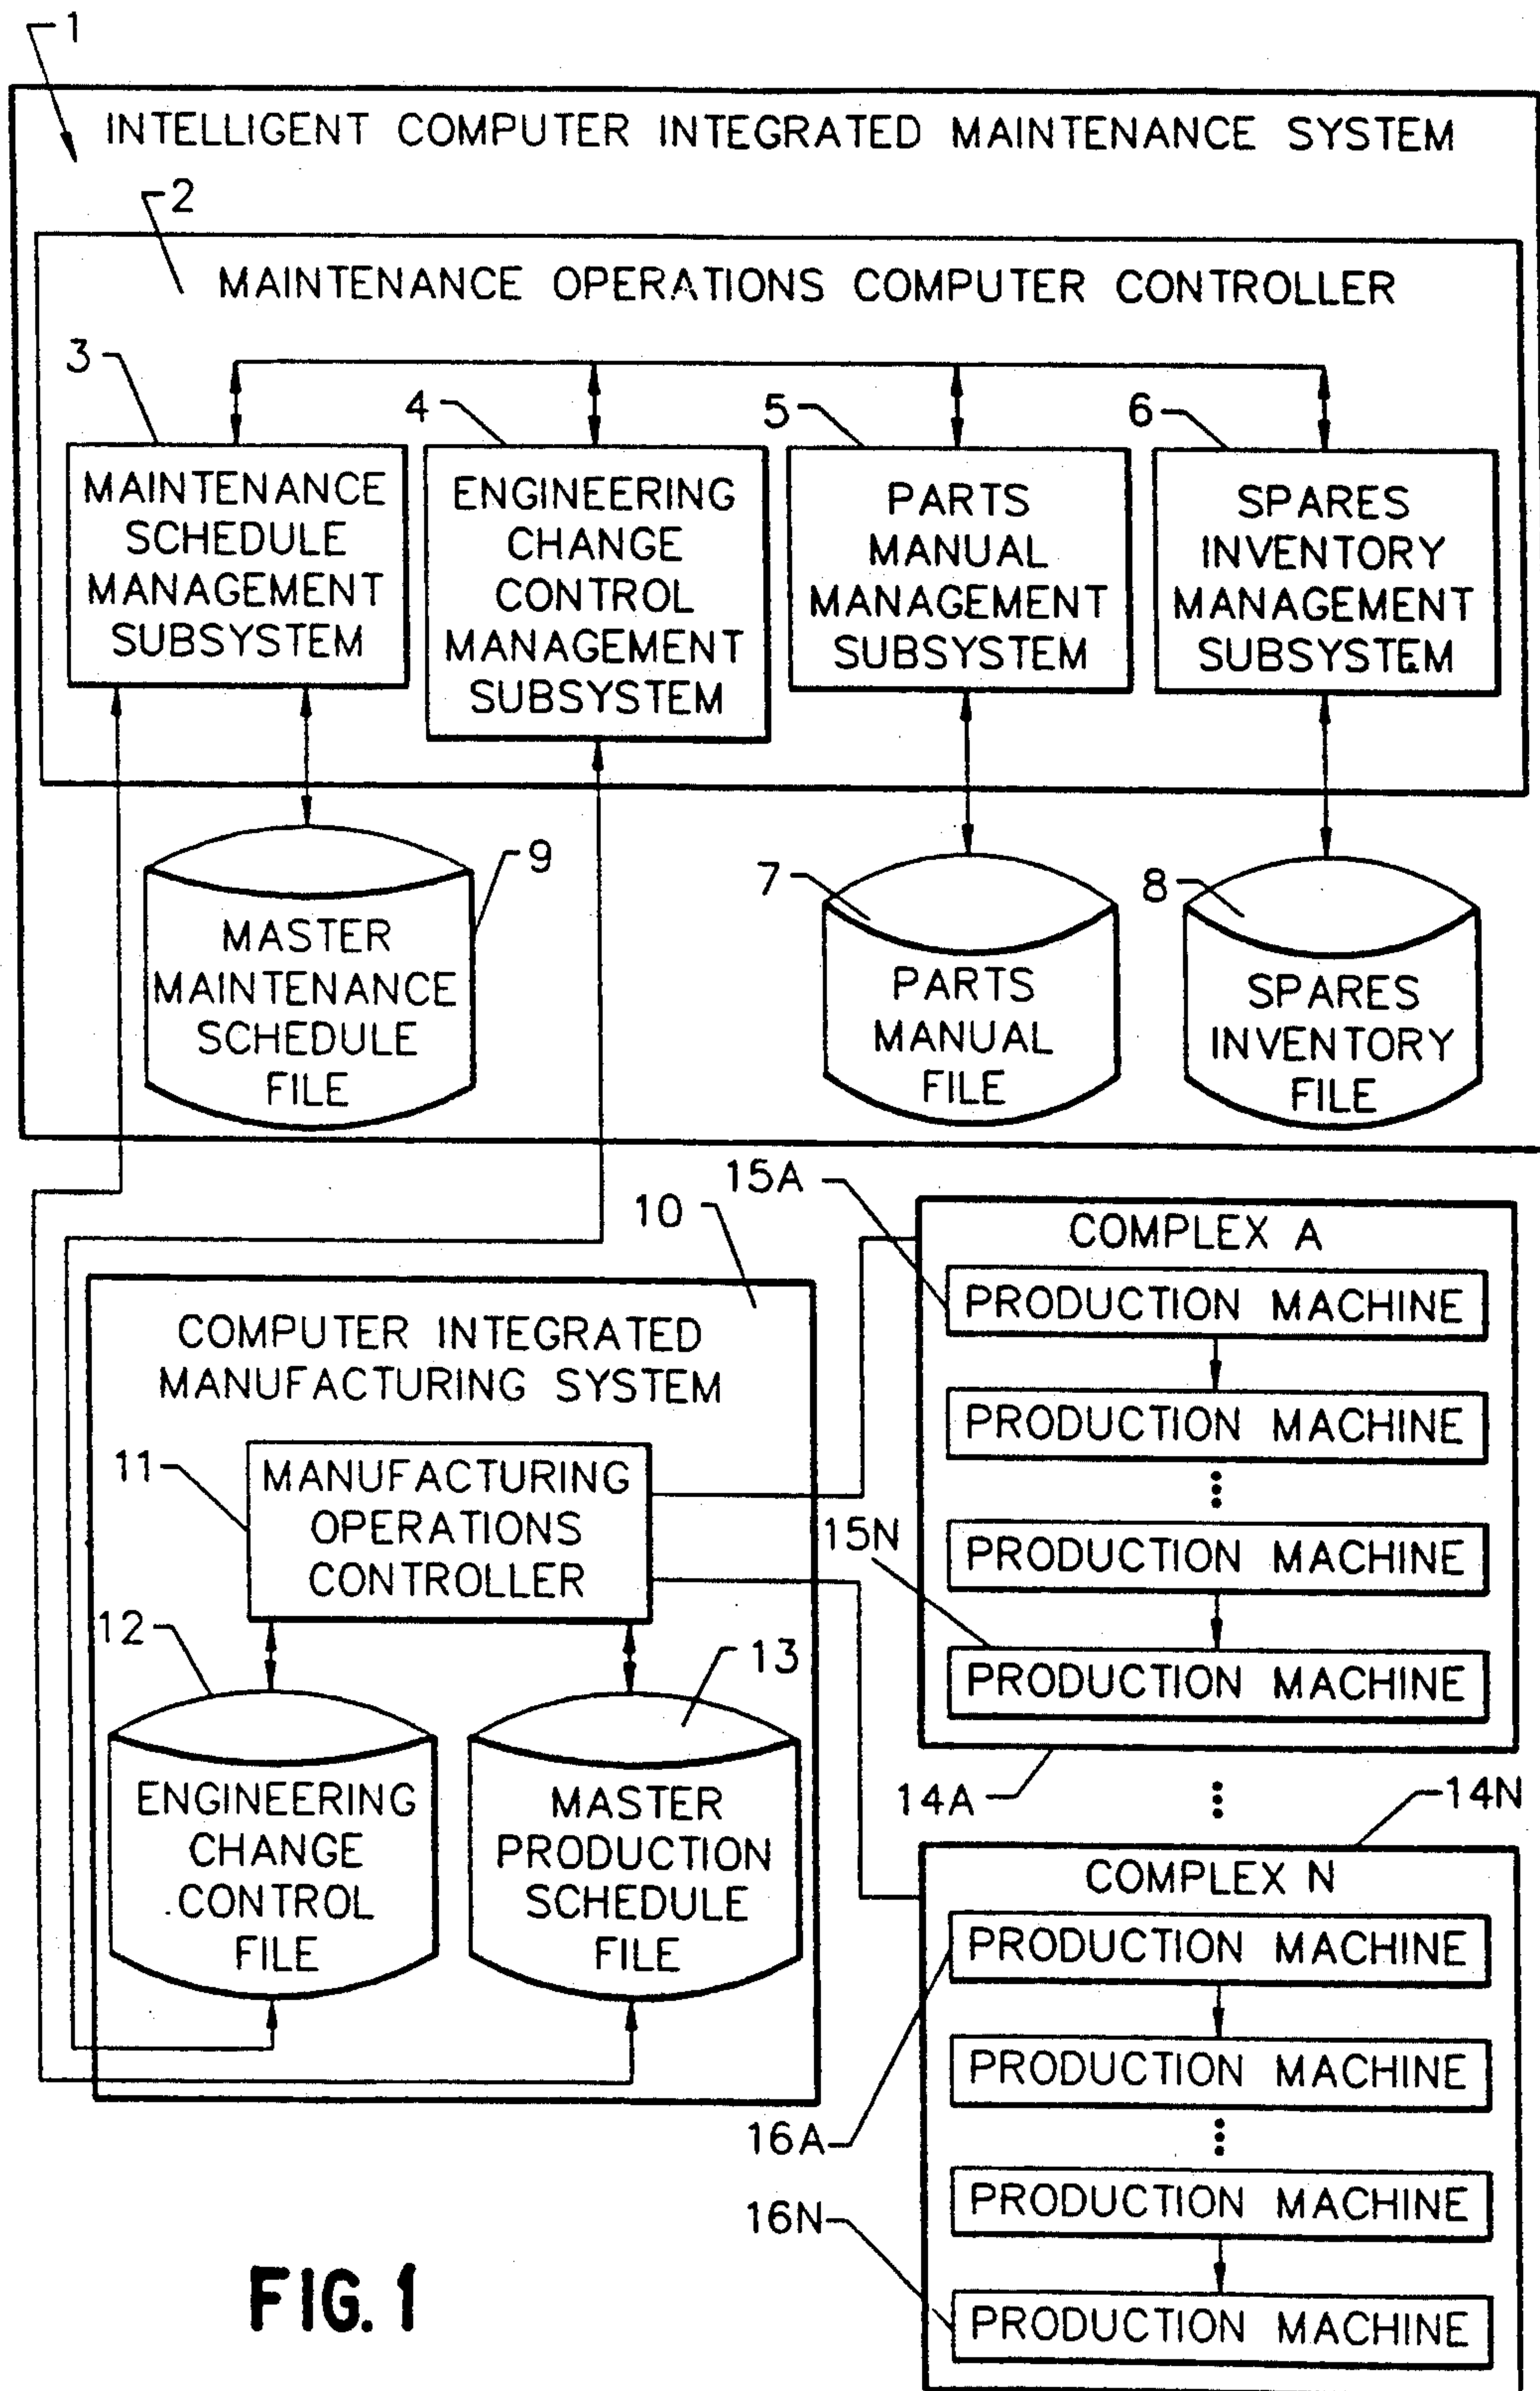 1
INTELLIGENT COMPUTER INTEGRATED MAINTENANCE SYSTEM
2
MAINTENANCE OPERATIONS COMPUTER CONTROLLER
3
4
5
6
MAINTENANCE
SCHEDULE
MANAGEMENT
SUBSYSTEM
ENGINEERING
CHANGE
CONTROL
MANAGEMENT
SUBSYSTEM
PARTS
MANUAL
MANAGEMENT
SUBSYSTEM
SPARES
INVENTORY
MANAGEMENT
SUBSYSTEM
9
MASTER
MAINTENANCE
SCHEDULE
FILE
7
PARTS
MANUAL
FILE
8
SPARES
INVENTORY
FILE
10
COMPUTER INTEGRATED
MANUFACTURING SYSTEM
11
MANUFACTURING
OPERATIONS
CONTROLLER
12
ENGINEERING
CHANGE
CONTROL
FILE
13
MASTER
PRODUCTION
SCHEDULE
FILE
15A
COMPLEX A
PRODUCTION MACHINE
PRODUCTION MACHINE
15N
PRODUCTION MACHINE
PRODUCTION MACHINE
14A
14N
COMPLEX N
PRODUCTION MACHINE
PRODUCTION MACHINE
16A
PRODUCTION MACHINE
16N
PRODUCTION MACHINE
FIG. 1